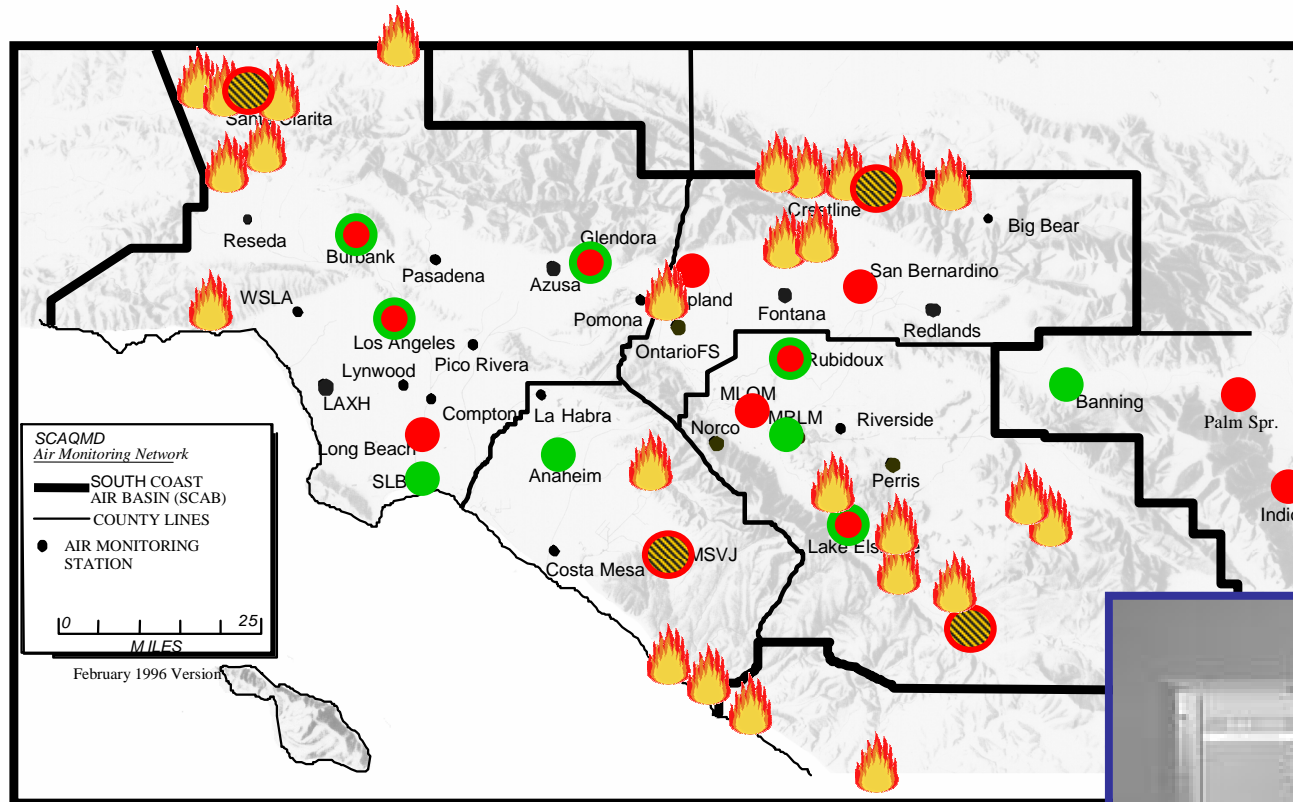 Clarita
Crestline
Big Bear
Reseda
Burbank
Glendora
Pasadena
Azusa
San Bernardino
WSLA
Pomona
Fontana
Redlands
Los Angeles
Pico Rivera
OntarioFS
Rubidoux
Lynwood
LAXH
Compton
La Habra
MLOM
MRLM
Banning
Norco
Riverside
Palm Spr.
Long Beach
Anaheim
SLB
Perris
Costa Mesa
MSVJ
Lake
SCAQMD
Air Monitoring Network
SOUTH COAST
AIR BASIN (SCAB)
COUNTY LINES
AIR MONITORING
STATION
0 25
MILES
February 1996 Version